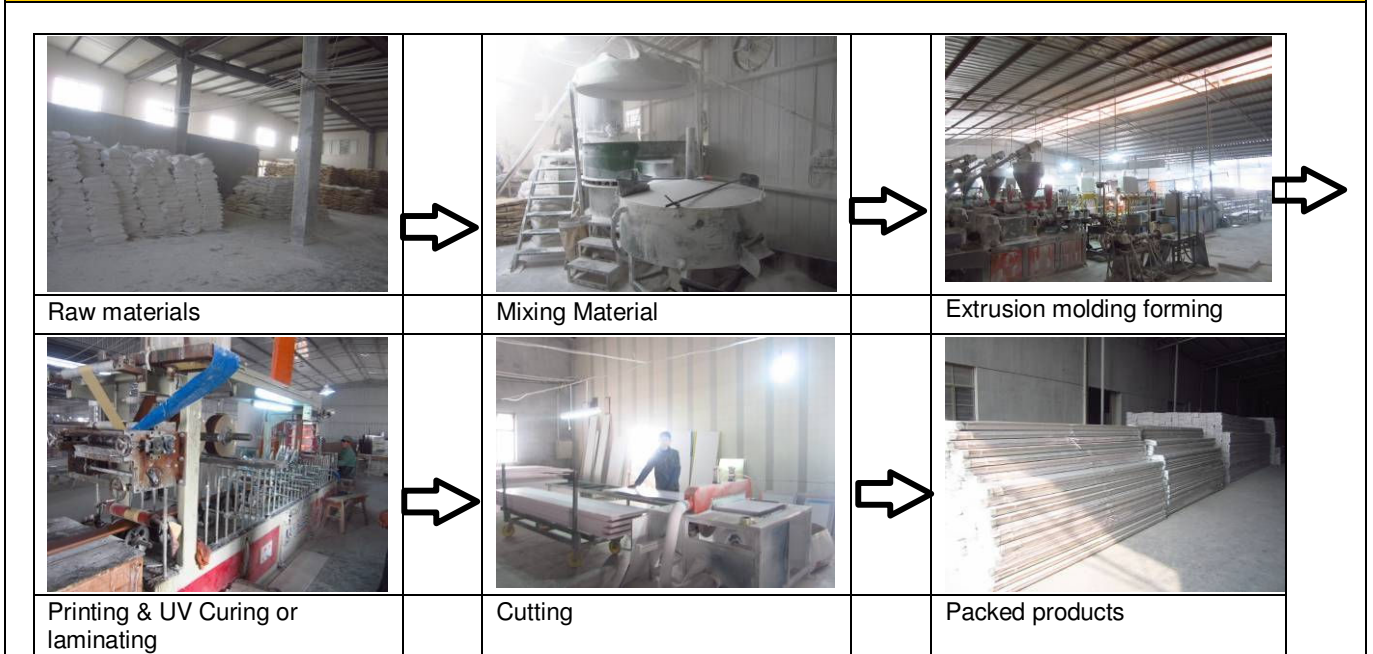 Raw materials
Mixing Material
Extrusion molding forming
Printing & UV Curing or
laminating
Cutting
Packed products